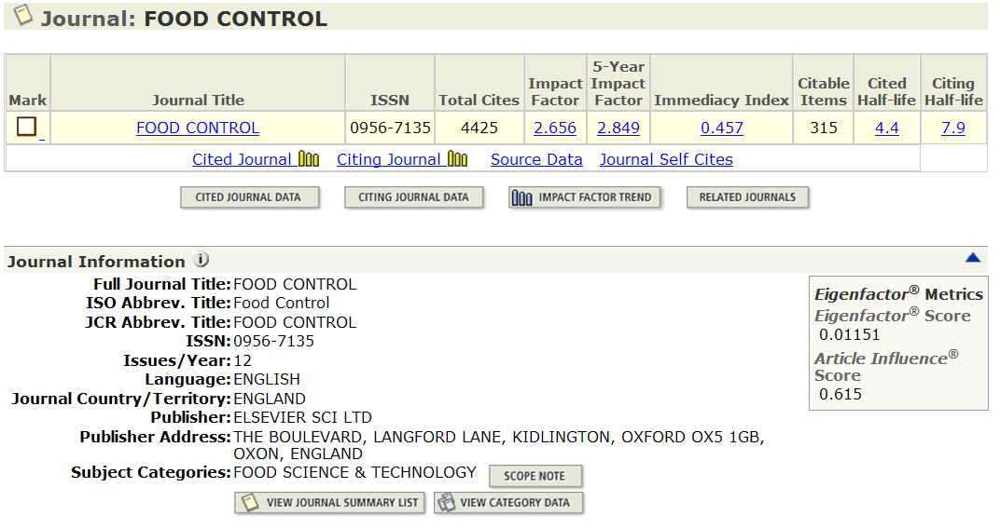 Journal: FOOD CONTROL
Mark Journal Title ISSN Total Cites Impact Factor 5-Year Impact Factor Immediacy Index Citable Items Cited Half-life Citing Half-life
FOOD CONTROL 0956-7135 4425 2.656 2.849 0.457 315 4.4 7.9
Cited Journal Citing Journal Source Data Journal Self Cites
CITED JOURNAL DATA CITING JOURNAL DATA IMPACT FACTOR TREND RELATED JOURNALS
Journal Information i
Full Journal Title: FOOD CONTROL
ISO Abbrev. Title: Food Control
JCR Abbrev. Title: FOOD CONTROL
ISSN: 0956-7135
Issues/Year: 12
Language: ENGLISH
Journal Country/Territory: ENGLAND
Publisher: ELSEVIER SCI LTD
Publisher Address: THE BOULEVARD, LANGFORD LANE, KIDLINGTON, OXFORD OX5 1GB,
OXON, ENGLAND
Subject Categories: FOOD SCIENCE & TECHNOLOGY SCOPE NOTE
VIEW JOURNAL SUMMARY LIST VIEW CATEGORY DATA
Eigenfactor® Metrics
Eigenfactor® Score
0.01151
Article Influence®
Score
0.615